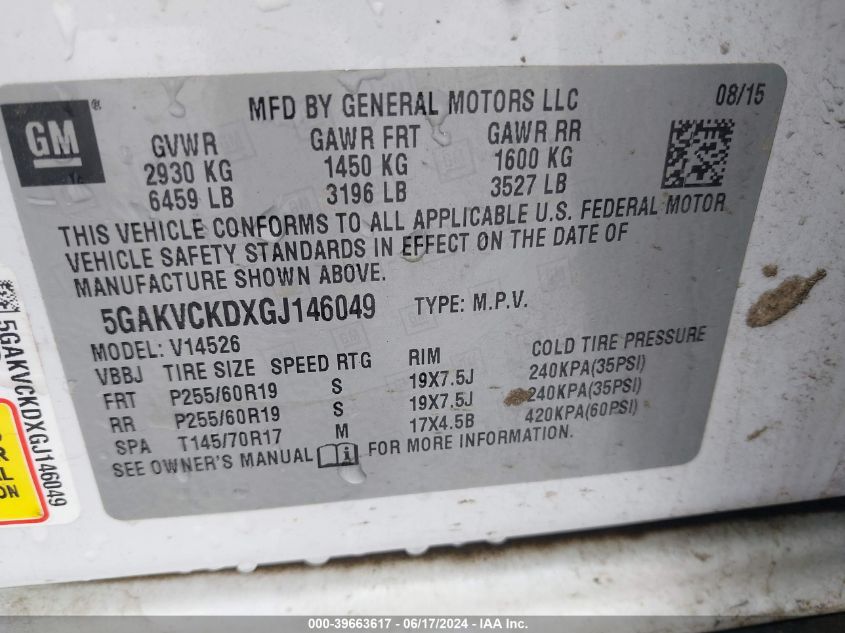 MFD BY GENERAL MOTORS LLC
08/15
GM®
GVWR
GAWR FRT
GAWR RR
2930 KG
1450 KG
1600 KG
6459 LB
3196 LB
3527 LB
THIS VEHICLE CONFORMS TO ALL APPLICABLE U.S. FEDERAL MOTOR
VEHICLE SAFETY STANDARDS IN EFFECT ON THE DATE OF
MANUFACTURE SHOWN ABOVE.
5GAKVCKDXGJ146049 TYPE: M.P.V.
MODEL: V14526
VBBJ TIRE SIZE SPEED RTG RIM COLD TIRE PRESSURE
FRT P255/60R19 S 19X7.5J 240KPA(35PSI)
RR P255/60R19 S 19X7.5J 240KPA(35PSI)
SPA T145/70R17 M 17X4.5B 420KPA(60PSI)
SEE OWNER'S MANUAL FOR MORE INFORMATION.
5GAKVCKDXGJ146049
000-39663617 - 06/17/2024 - IAA Inc.